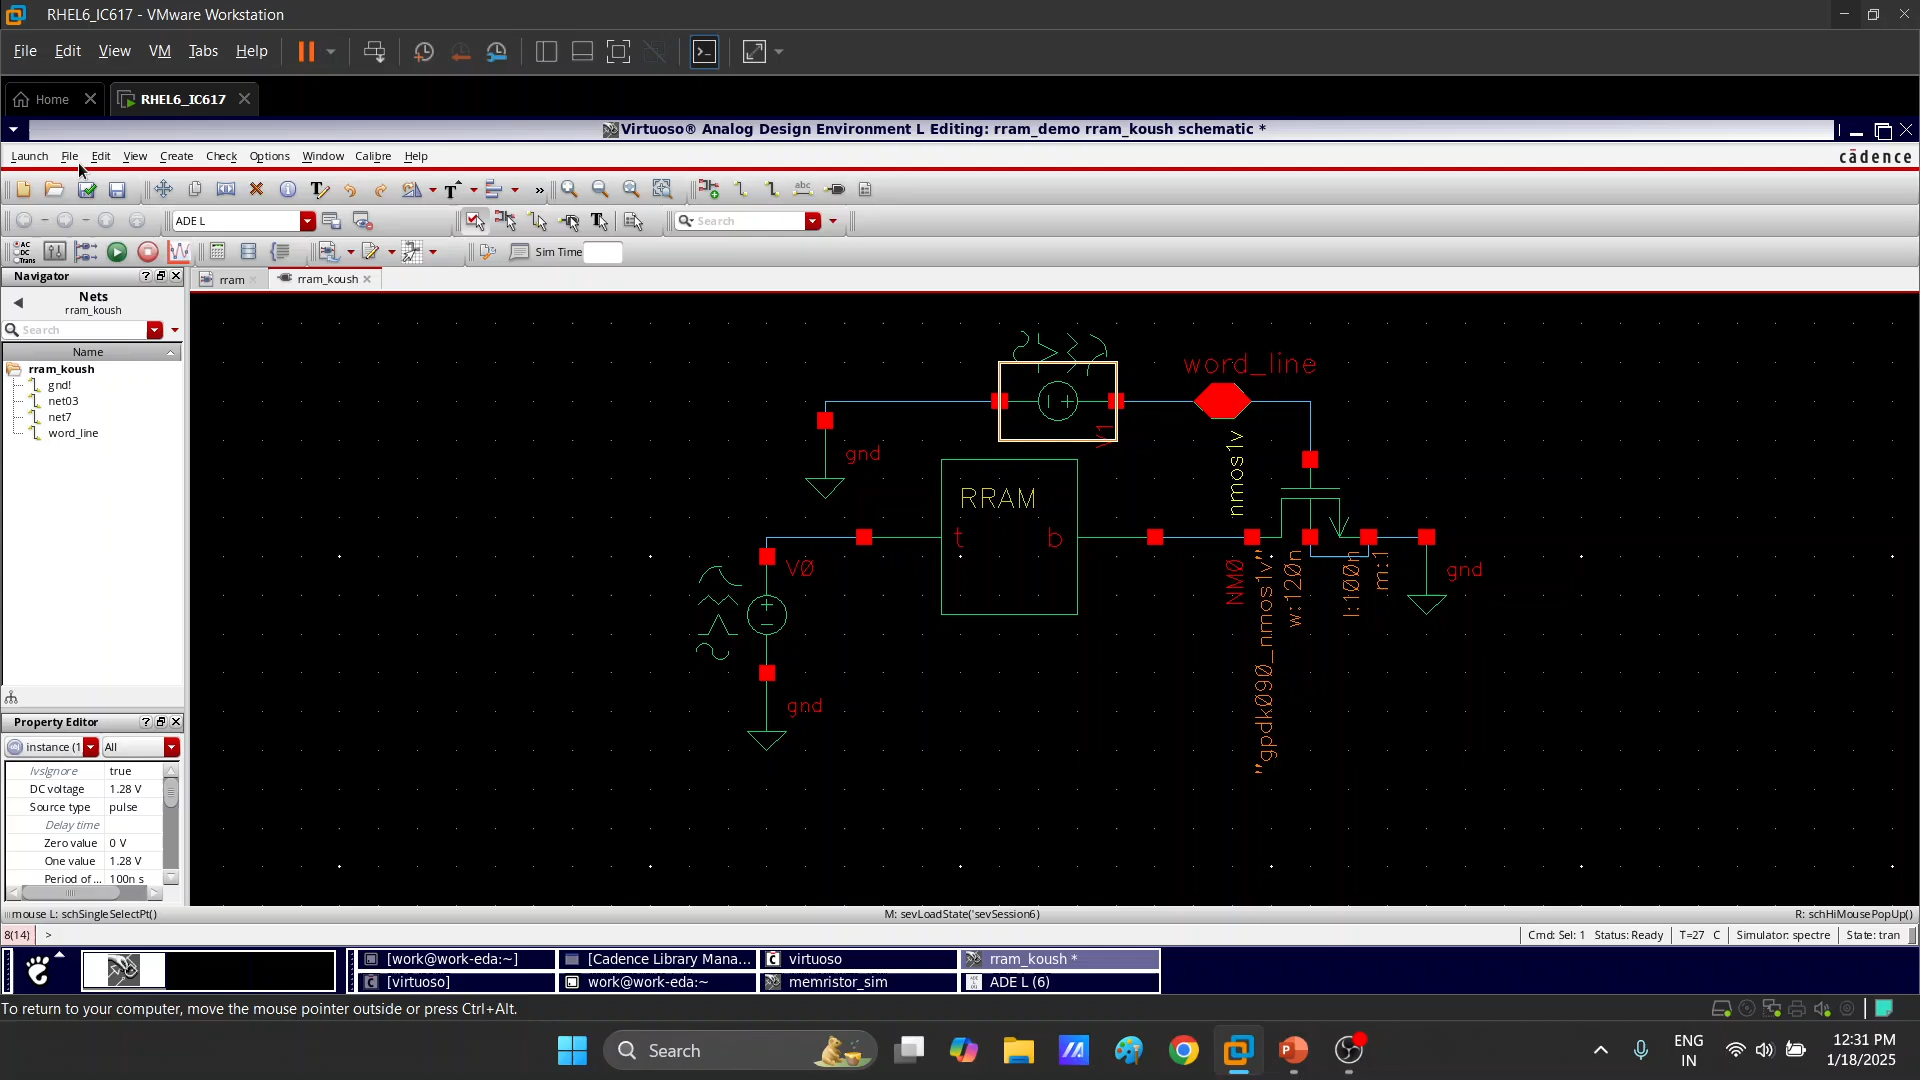 RHEL6_IC617 - VMware Workstation
File Edit View VM Tabs Help
Home
RHEL6_IC617
Virtuoso® Analog Design Environment L Editing: rram_demo rram_koush schematic *
Launch File Edit View Create Check Options Window Calibre Help
cādence
abc
ADE L
Search
AC
DC
Trans
Sim Time
Navigator
rram
rram_koush
Nets
rram_koush
Search
Name
rram_koush
gnd!
net03
net7
word_line
word_line
V1
gnd
nmos1v
RRAM
t
b
V0
gnd
NM0
"gpdk090_nmos1v"
w:120n
l:100n
m:1
gnd
Property Editor
instance (1
All
lvsIgnore true
DC voltage 1.28 V
Source type pulse
Delay time
Zero value 0 V
One value 1.28 V
Period of ... 100n s
mouse L: schSingleSelectPt()
M: sevLoadState('sevSession6)
R: schHiMousePopUp()
8(14) >
Cmd: Sel: 1 Status: Ready T=27 C Simulator: spectre State: tran
[work@work-eda:~]
[Cadence Library Mana...
virtuoso
rram_koush *
[virtuoso]
work@work-eda:~
memristor_sim
ADE L (6)
To return to your computer, move the mouse pointer outside or press Ctrl+Alt.
Search
ENG
IN
12:31 PM
1/18/2025